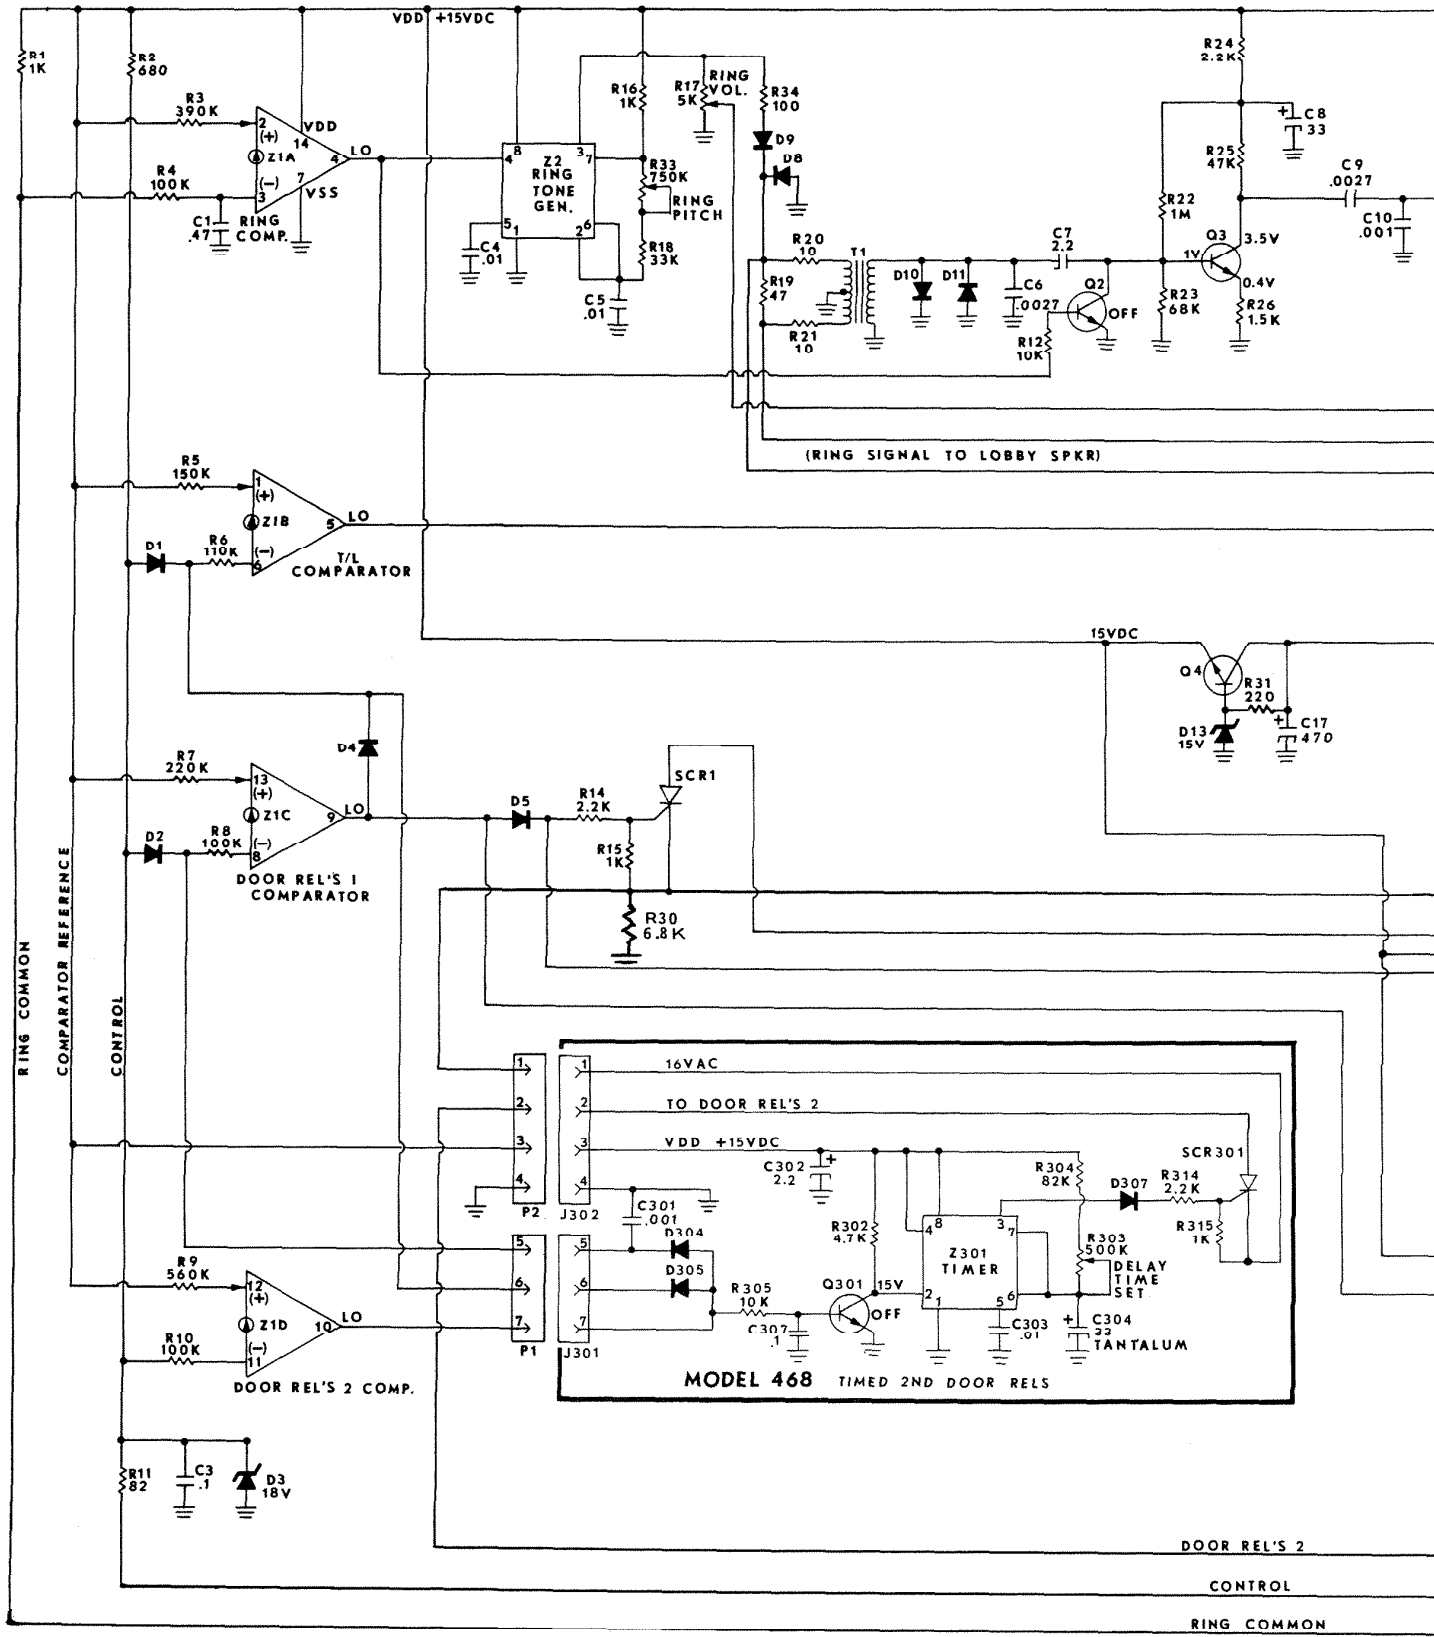 VDD +15VDC
R1
1K
R2
680
R3
390K
2
(+)
Z1A
(-)
3
VDD
14
4
LO
7
VSS
R4
100K
C1
.47
RING
COMP.
4
8
3
7
Z2
RING
TONE
GEN.
5
1
2
6
C4
.01
C5
.01
R16
1K
R33
750K
RING
PITCH
R18
33K
R17
5K
RING
VOL.
R34
100
D9
D8
R20
10
R19
47
R21
10
T1
D10
D11
C6
.0027
C7
2.2
Q2
OFF
R12
10K
R24
2.2K
C8
33
+
R25
47K
R22
1M
C9
.0027
C10
.001
Q3
1V
3.5V
0.4V
R23
68K
R26
1.5K
(RING SIGNAL TO LOBBY SPKR)
R5
150K
1
(+)
Z1B
5
LO
(-)
6
D1
R6
110K
T/L
COMPARATOR
15VDC
Q4
R31
220
D13
15V
+
C17
470
D4
R7
220K
13
(+)
Z1C
9
LO
(-)
8
D2
R8
100K
DOOR REL'S 1
COMPARATOR
D5
R14
2.2K
SCR1
R15
1K
R30
6.8K
RING COMMON
COMPARATOR REFERENCE
CONTROL
1
2
3
4
P2
5
6
7
P1
1
2
3
4
J302
5
6
7
J301
16VAC
TO DOOR REL'S 2
VDD +15VDC
C301
.001
D304
D305
R305
10K
C307
.1
C302
2.2
+
R302
4.7K
Q301
15V
OFF
4
8
3
7
Z301
TIMER
2
1
5
6
C303
.01
R304
82K
R303
500K
DELAY
TIME
SET.
+
C304
33
TANTALUM
D307
R314
2.2K
SCR301
R315
1K
MODEL 468 TIMED 2ND DOOR RELS
R9
560K
12
(+)
Z1D
10
LO
(-)
11
R10
100K
DOOR REL'S 2 COMP.
R11
82
C3
.1
D3
18V
DOOR REL'S 2
CONTROL
RING COMMON